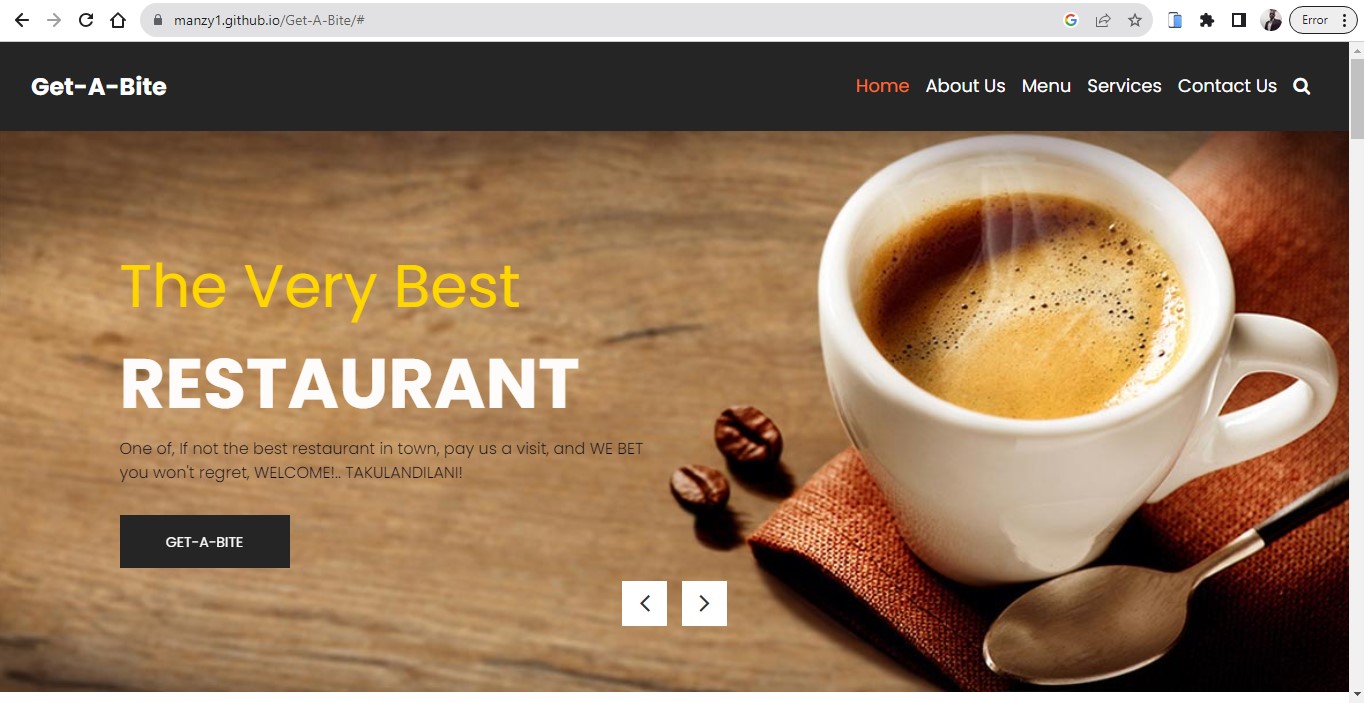 manzy1.github.io/Get-A-Bite/#
Error
Get-A-Bite
Home About Us Menu Services Contact Us
The Very Best
RESTAURANT
One of, If not the best restaurant in town, pay us a visit, and WE BET
you won't regret, WELCOME!.. TAKULANDILANI!
GET-A-BITE